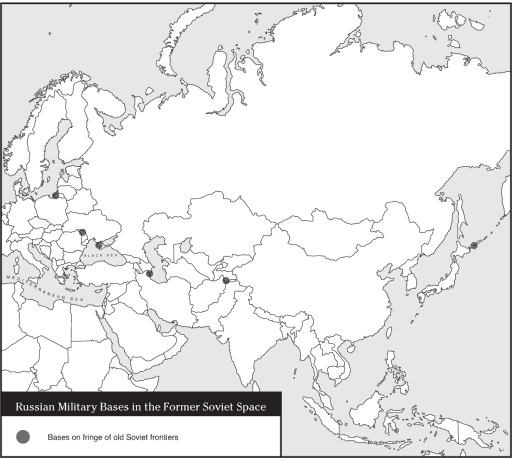 BLACK SEA
MEDITERRANEAN SEA
Russian Military Bases in the Former Soviet Space
Bases on fringe of old Soviet frontiers